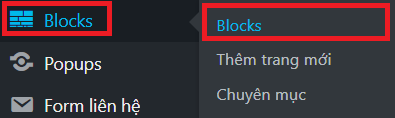 Blocks
Popups
Form liên hệ
Blocks
Thêm trang mới
Chuyên mục